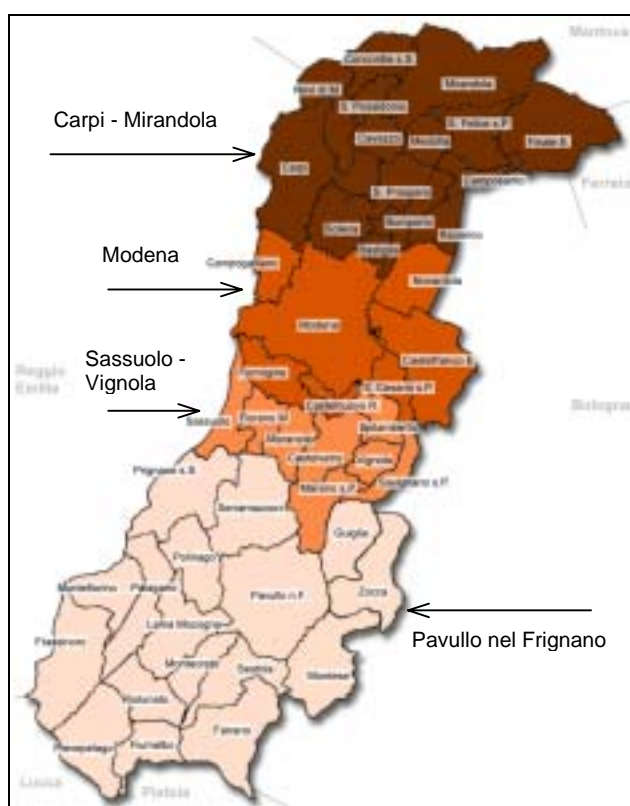 Mantova
Concordia s.S.
Mirandola
Novi di M.
S. Possidonio
S. Felice s.P.
Carpi - Mirandola
Cavezzo
Medolla
Finale E.
Carpi
Camposanto
Ferrara
S. Prospero
Soliera
Bomporto
Bastiglia
Ravarino
Modena
Campogalliano
Nonantola
Modena
Sassuolo -
Vignola
Castelfranco E.
Reggio
Emilia
Formigine
S. Cesario s.P.
Castelnuovo R.
Bologna
Sassuolo
Fiorano M.
Spilamberto
Maranello
Castelvetro
Vignola
Prignano s.S.
Marano s.P.
Savignano s.P.
Serramazzoni
Guiglia
Polinago
Montefiorino
Palagano
Pavullo n.F.
Zocca
Lama Mocogno
Pavullo nel Frignano
Frassinoro
Montecreto
Sestola
Montese
Riolunato
Fanano
Pievepelago
Fiumalbo
Lucca
Pistoia